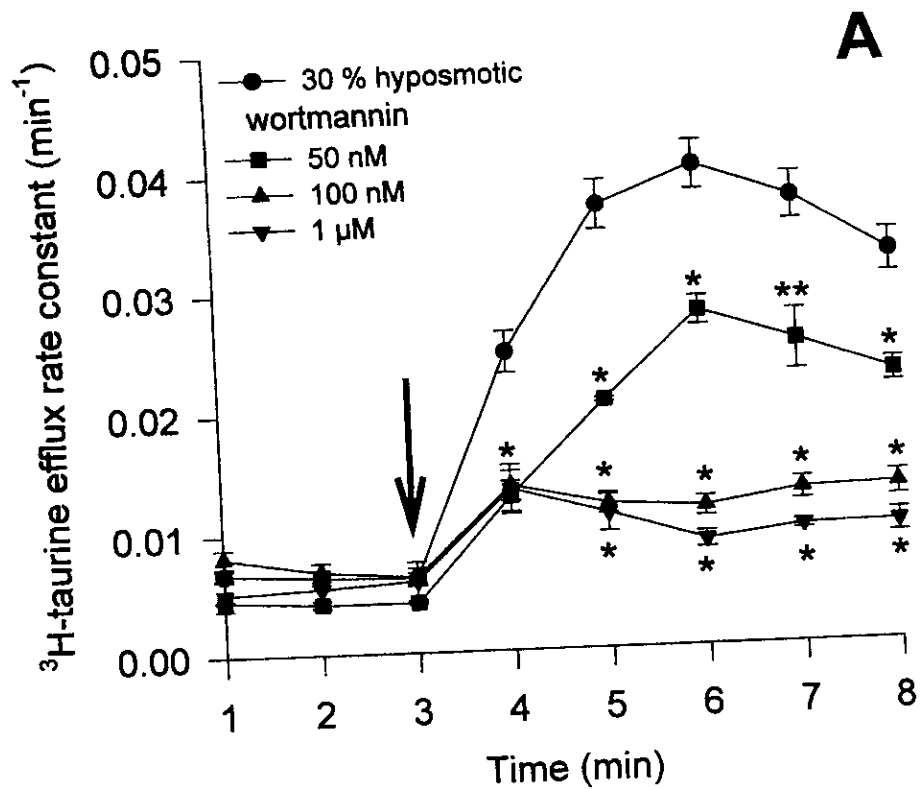 A
0.05
0.04
0.03
0.02
0.01
0.00
³H-taurine efflux rate constant (min⁻¹)
30 % hyposmotic
wortmannin
50 nM
100 nM
1 µM
*
**
*
*
*
*
*
*
*
*
*
*
*
1 2 3 4 5 6 7 8
Time (min)